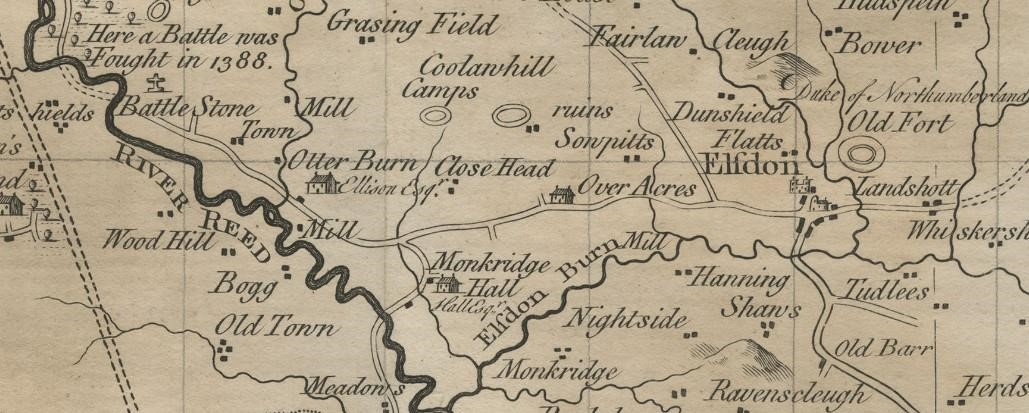 Grasing Field
Here a Battle was
Fought in 1388.
Fairlaw
Cleugh
Bower
Coolawhill
Camps
ruins
Duke of Northumberland
Old Fort
hields
Battle Stone
Mill
Town
Dunshield
Flatts
Sowpitts
Elsdon
Otter Burn
Ellison Esqr.
Close Head
Over Acres
Landshott
RIVER REED
Wood Hill
Mill
Mill
Monkridge
Hall
Hall Esqr.
Elsdon Burn
Bogg
Hanning
Shaws
Tudlees
Old Town
Nightside
Old Barr
Monkridge
Meadows
Ravenscleugh
Herds